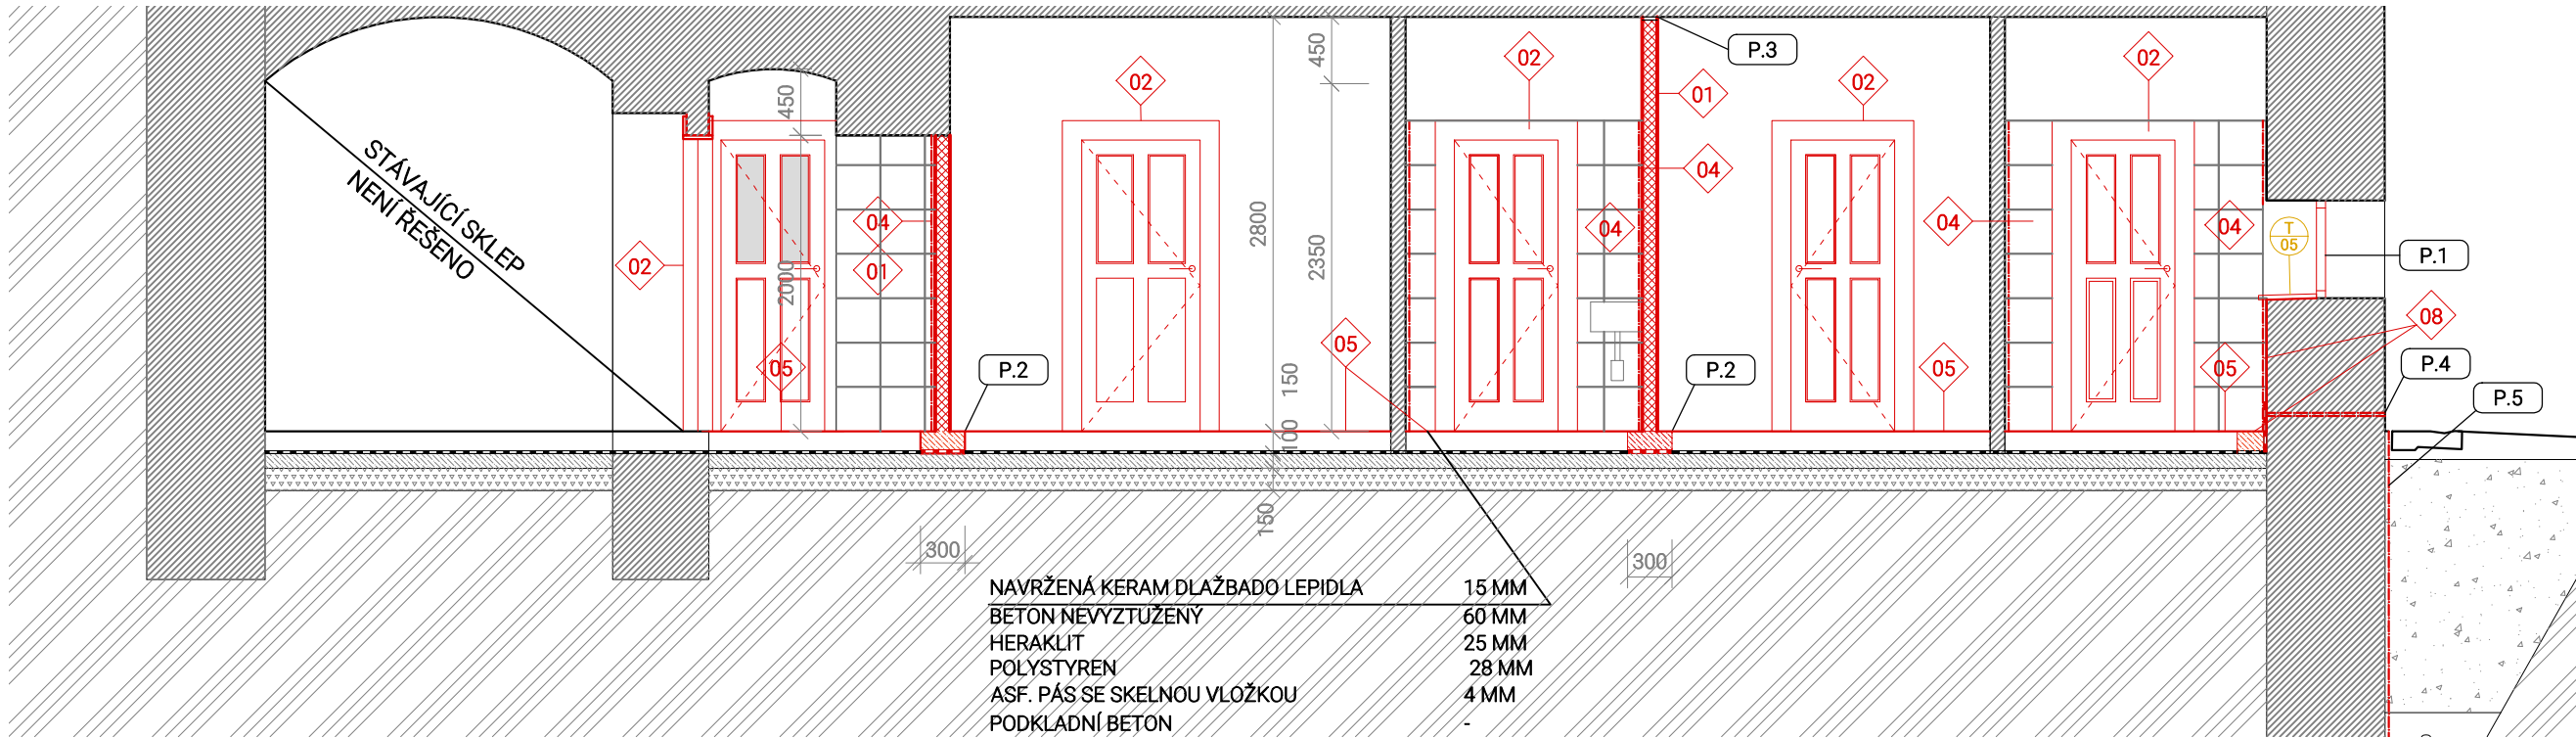 450
P.3
02
02
02
02
450
01
STÁVAJÍCÍ SKLEP
NENÍ ŘEŠENO
04
04
04
04
04
2800
2350
T
05
P.1
02
01
2000
08
05
05
05
05
P.2
P.2
P.4
P.5
150
100
150
300
300
NAVRŽENÁ KERAM DLAŽBADO LEPIDLA 15 MM
BETON NEVYZTUŽENÝ 60 MM
HERAKLIT 25 MM
POLYSTYREN 28 MM
ASF. PÁS SE SKELNOU VLOŽKOU 4 MM
PODKLADNÍ BETON -